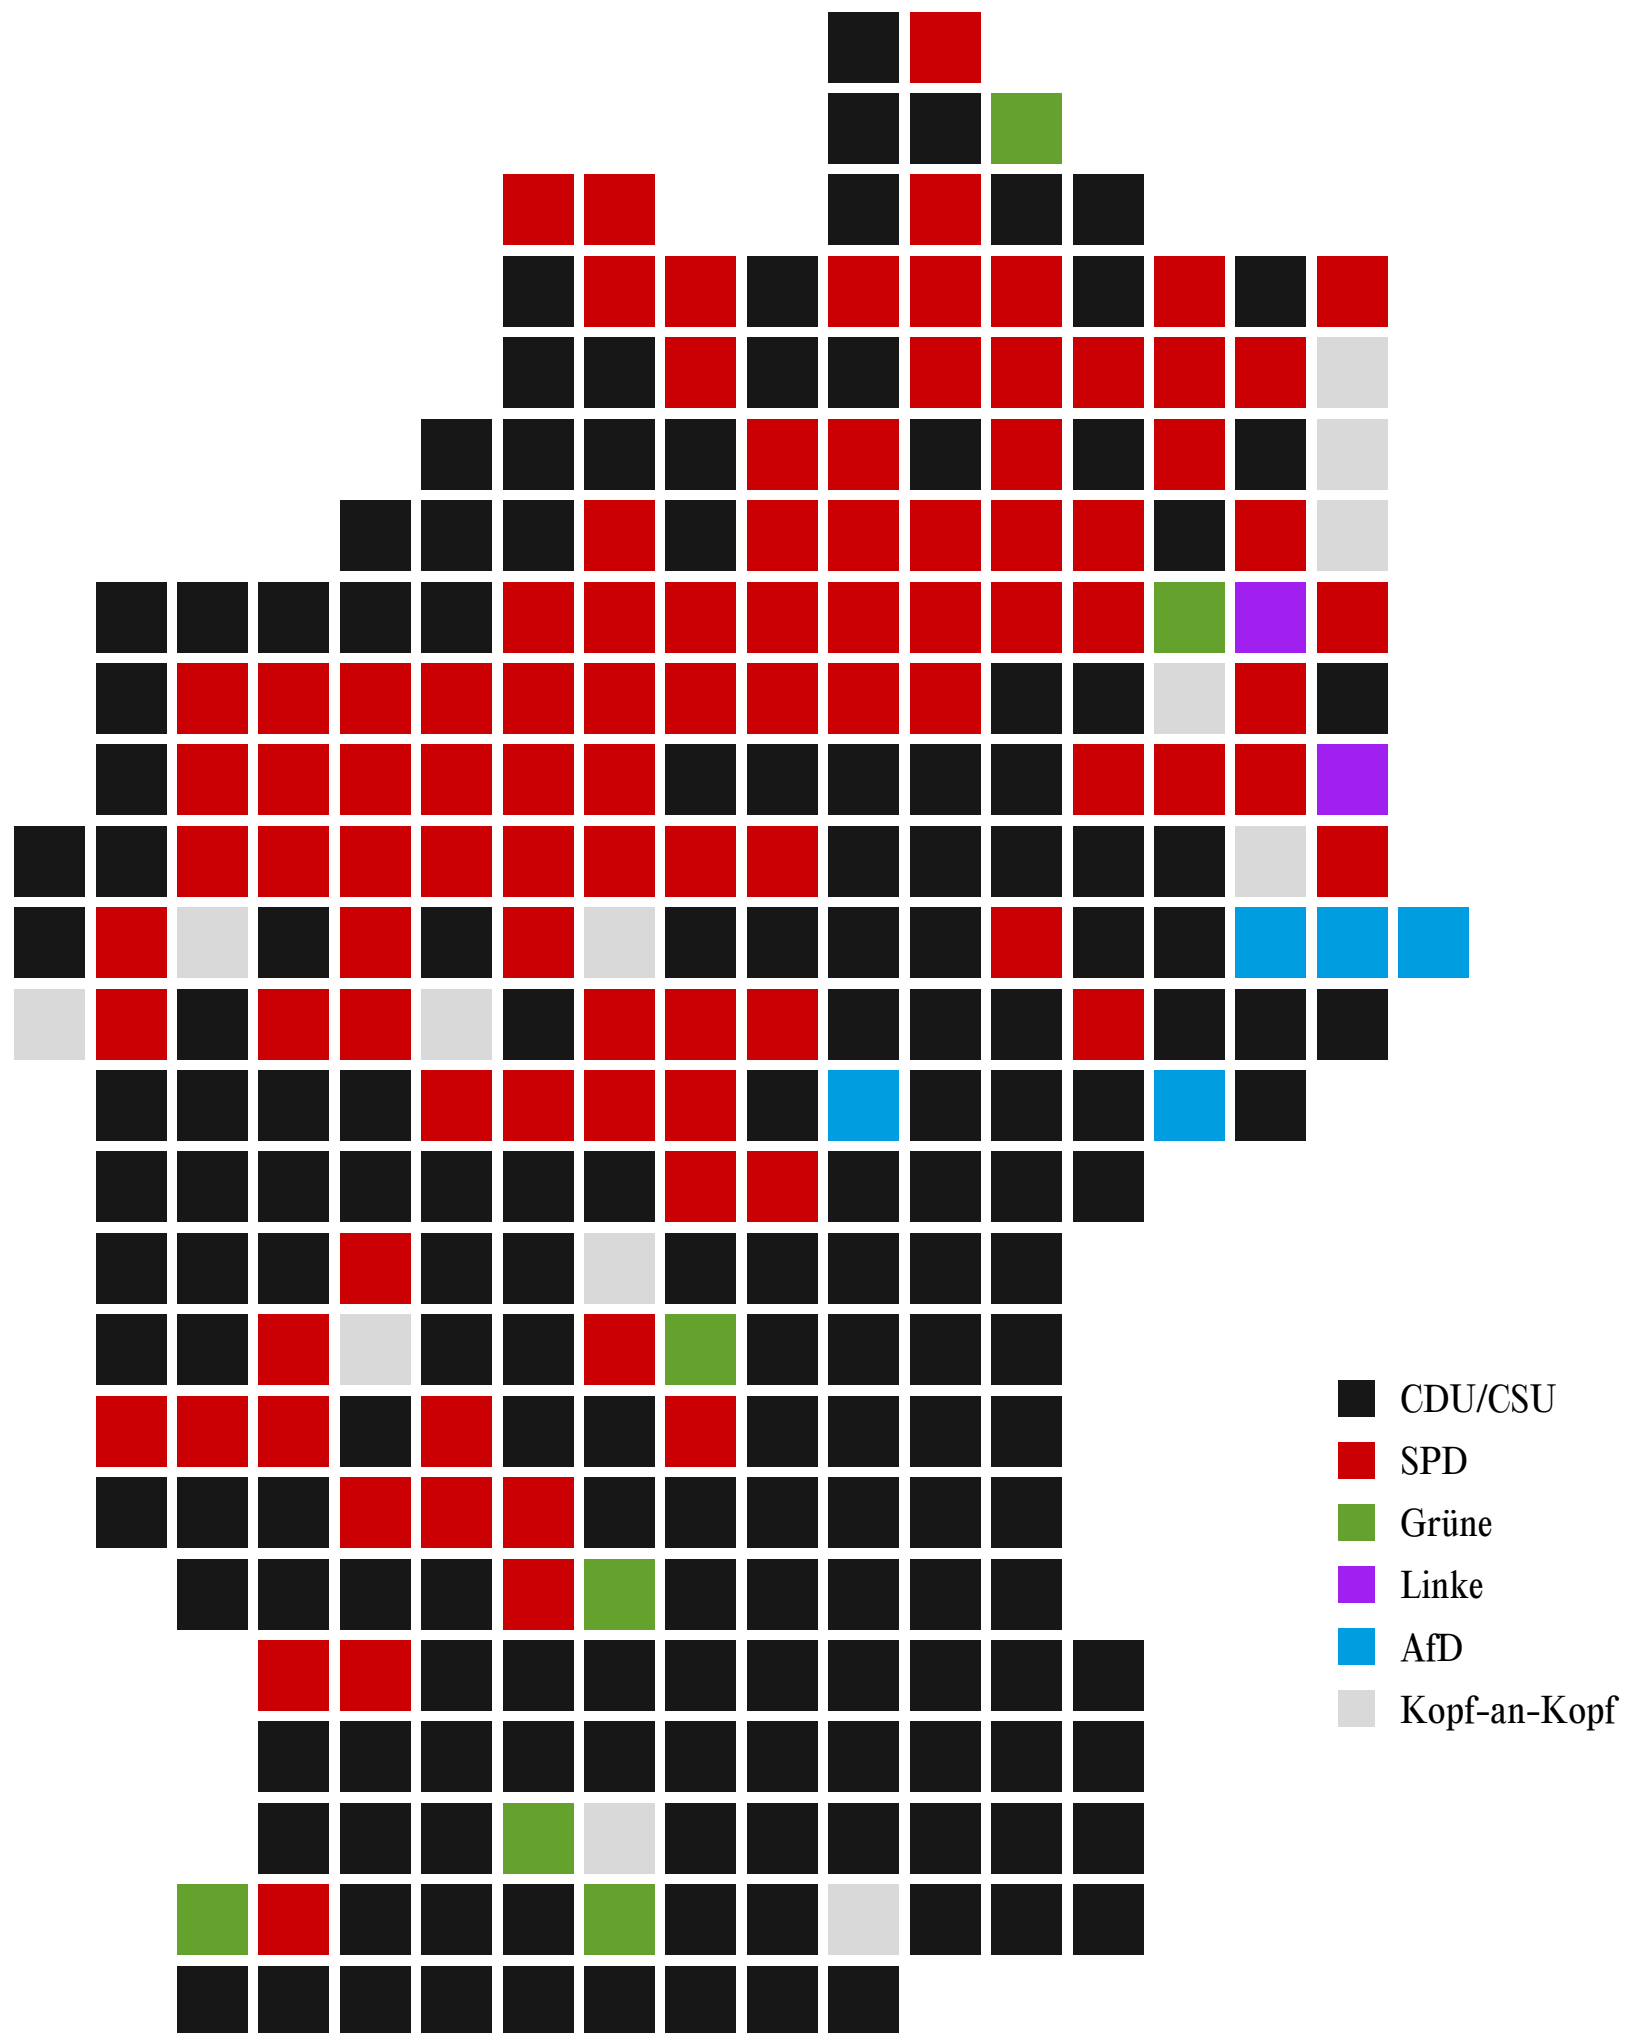 CDU/CSU
SPD
Grüne
Linke
AfD
Kopf-an-Kopf